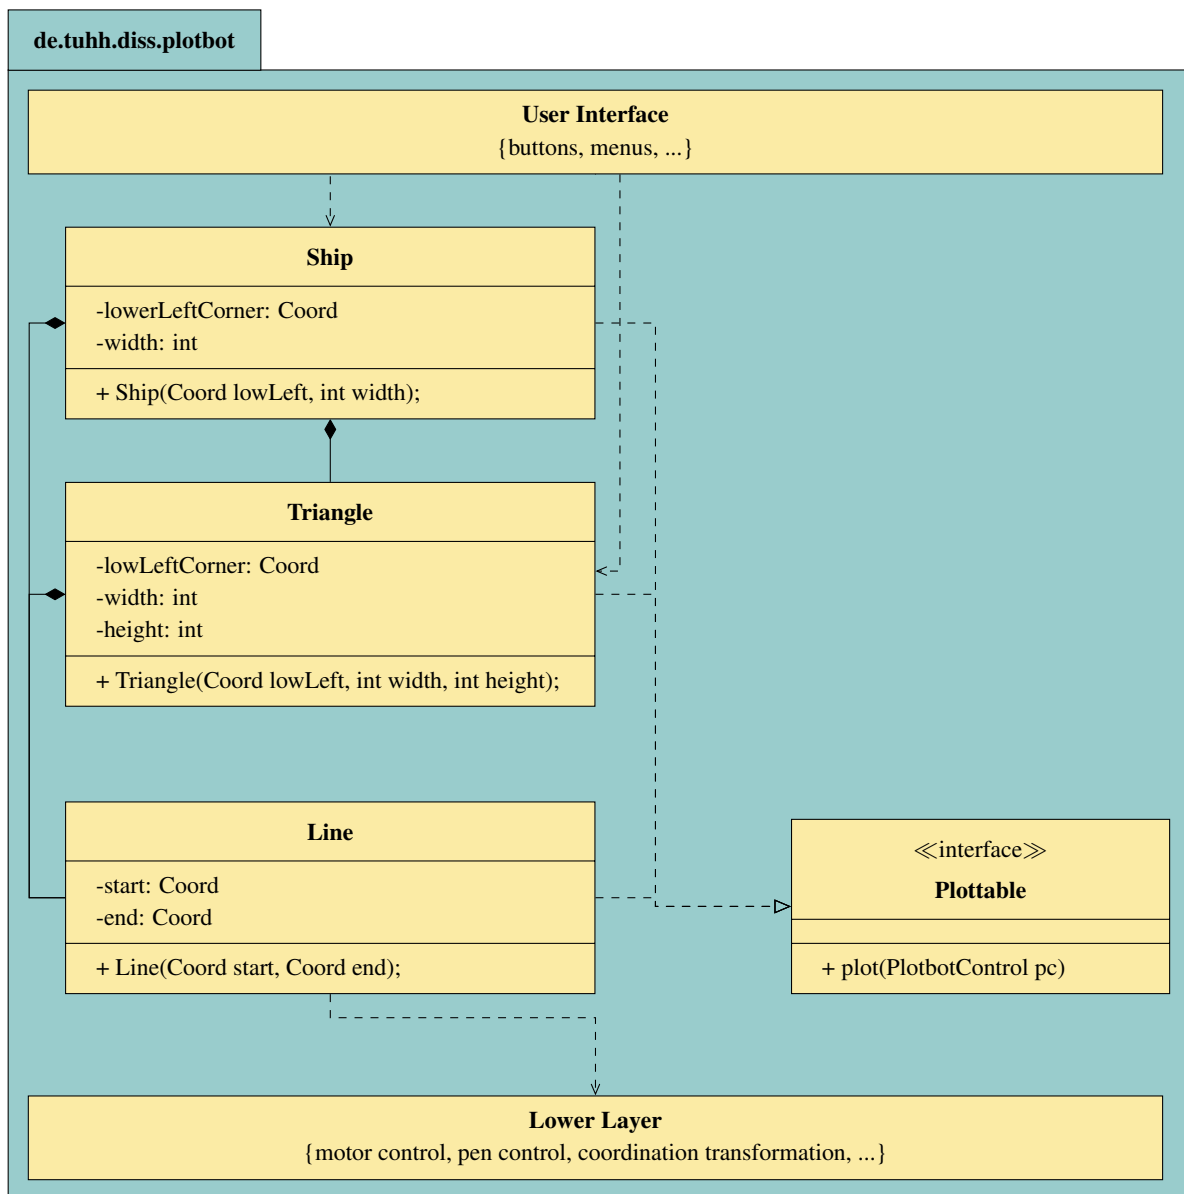 de.tuhh.diss.plotbot
User Interface
{buttons, menus, ...}
Ship
-lowerLeftCorner: Coord
-width: int
+ Ship(Coord lowLeft, int width);
Triangle
-lowLeftCorner: Coord
-width: int
-height: int
+ Triangle(Coord lowLeft, int width, int height);
Line
-start: Coord
-end: Coord
+ Line(Coord start, Coord end);
≪interface≫
Plottable
+ plot(PlotbotControl pc)
Lower Layer
{motor control, pen control, coordination transformation, ...}